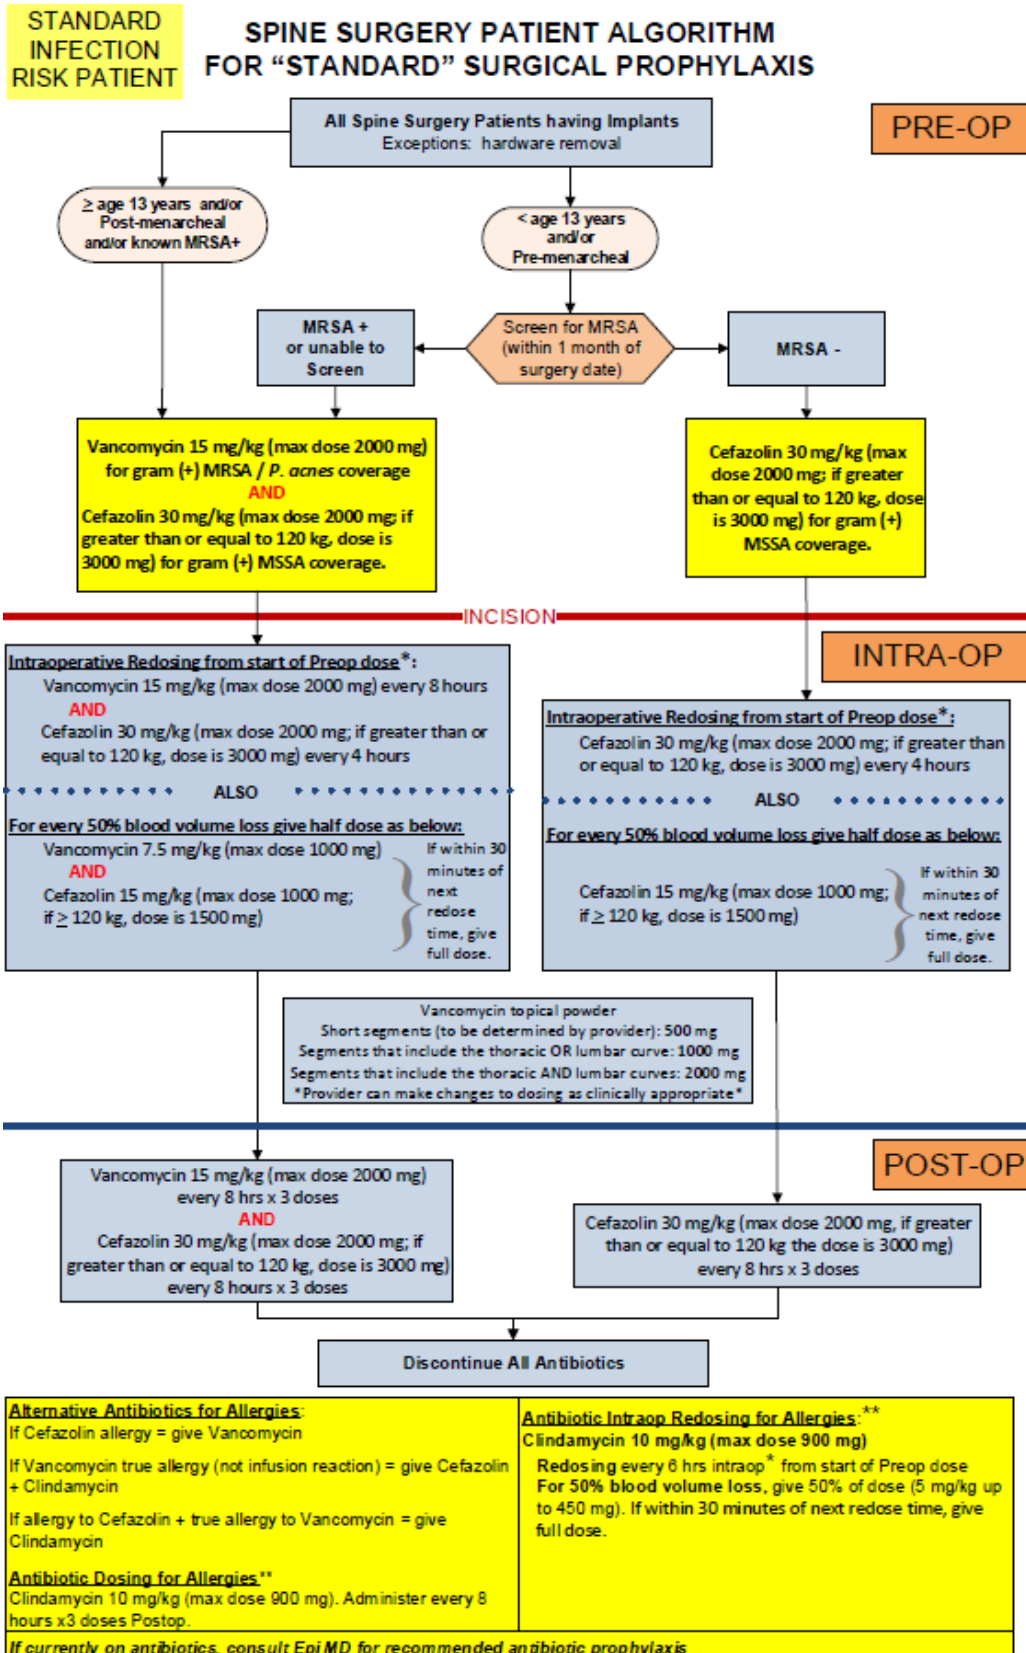 STANDARD
INFECTION
RISK PATIENT
SPINE SURGERY PATIENT ALGORITHM
FOR “STANDARD” SURGICAL PROPHYLAXIS
PRE-OP
All Spine Surgery Patients having Implants
Exceptions: hardware removal
≥ age 13 years and/or
Post-menarcheal
and/or known MRSA+
< age 13 years
and/or
Pre-menarcheal
MRSA +
or unable to
Screen
Screen for MRSA
(within 1 month of
surgery date)
MRSA -
Vancomycin 15 mg/kg (max dose 2000 mg)
for gram (+) MRSA / P. acnes coverage
AND
Cefazolin 30 mg/kg (max dose 2000 mg; if
greater than or equal to 120 kg, dose is
3000 mg) for gram (+) MSSA coverage.
Cefazolin 30 mg/kg (max
dose 2000 mg; if greater
than or equal to 120 kg, dose
is 3000 mg) for gram (+)
MSSA coverage.
INCISION
INTRA-OP
Intraoperative Redosing from start of Preop dose*:
Vancomycin 15 mg/kg (max dose 2000 mg) every 8 hours
AND
Cefazolin 30 mg/kg (max dose 2000 mg; if greater than or
equal to 120 kg, dose is 3000 mg) every 4 hours
ALSO
For every 50% blood volume loss give half dose as below:
Vancomycin 7.5 mg/kg (max dose 1000 mg)
AND
Cefazolin 15 mg/kg (max dose 1000 mg;
if ≥ 120 kg, dose is 1500 mg)
If within 30
minutes of
next
redose
time, give
full dose.
Intraoperative Redosing from start of Preop dose*:
Cefazolin 30 mg/kg (max dose 2000 mg; if greater than
or equal to 120 kg, dose is 3000 mg) every 4 hours
ALSO
For every 50% blood volume loss give half dose as below:
Cefazolin 15 mg/kg (max dose 1000 mg;
if ≥ 120 kg, dose is 1500 mg)
If within 30
minutes of
next redose
time, give
full dose.
Vancomycin topical powder
Short segments (to be determined by provider): 500 mg
Segments that include the thoracic OR lumbar curve: 1000 mg
Segments that include the thoracic AND lumbar curves: 2000 mg
*Provider can make changes to dosing as clinically appropriate*
POST-OP
Vancomycin 15 mg/kg (max dose 2000 mg)
every 8 hrs x 3 doses
AND
Cefazolin 30 mg/kg (max dose 2000 mg; if
greater than or equal to 120 kg, dose is 3000 mg)
every 8 hours x 3 doses
Cefazolin 30 mg/kg (max dose 2000 mg, if greater
than or equal to 120 kg the dose is 3000 mg)
every 8 hrs x 3 doses
Discontinue All Antibiotics
Alternative Antibiotics for Allergies:
If Cefazolin allergy = give Vancomycin
If Vancomycin true allergy (not infusion reaction) = give Cefazolin
+ Clindamycin
If allergy to Cefazolin + true allergy to Vancomycin = give
Clindamycin
Antibiotic Dosing for Allergies**
Clindamycin 10 mg/kg (max dose 900 mg). Administer every 8
hours x3 doses Postop.
Antibiotic Intraop Redosing for Allergies:**
Clindamycin 10 mg/kg (max dose 900 mg)
Redosing every 6 hrs intraop* from start of Preop dose
For 50% blood volume loss, give 50% of dose (5 mg/kg up
to 450 mg). If within 30 minutes of next redose time, give
full dose.
If currently on antibiotics, consult Epi MD for recommended antibiotic prophylaxis